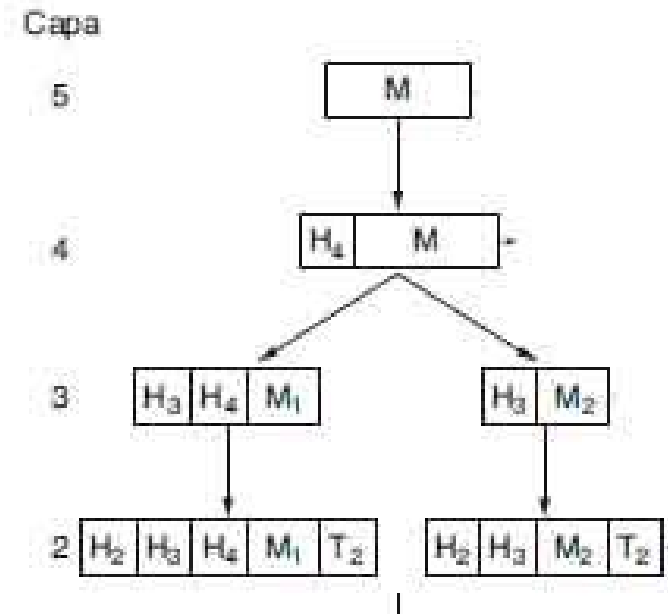 Capa
5 M
4 H₄ M
3 H₃ H₄ M₁ H₃ M₂
2 H₂ H₃ H₄ M₁ T₂ H₂ H₃ M₂ T₂